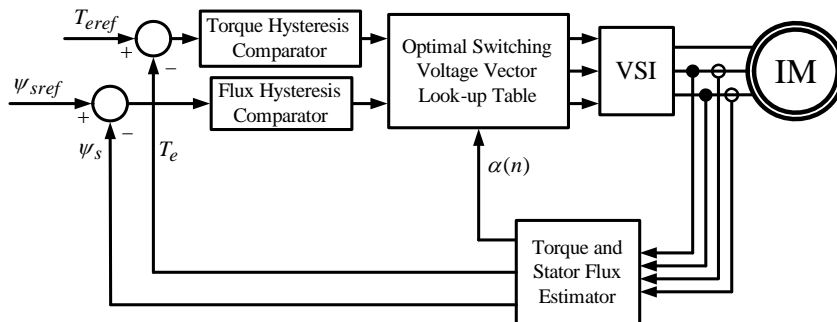 T_eref
+
−
Torque Hysteresis
Comparator
Optimal Switching
Voltage Vector
Look-up Table
VSI
IM
ψ_sref
+
−
Flux Hysteresis
Comparator
ψ_s
T_e
α(n)
Torque and
Stator Flux
Estimator